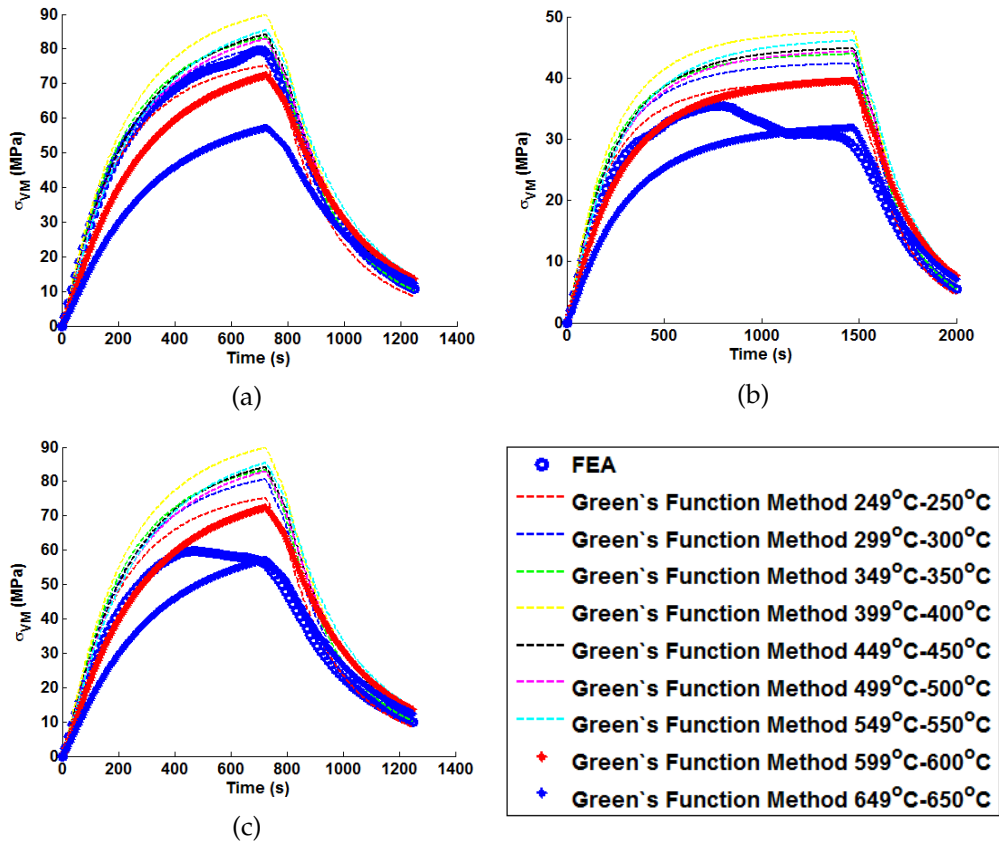 90
80
70
60
50
40
30
20
10
0
σVM (MPa)
0 200 400 600 800 1000 1200 1400
Time (s)
(a)
50
40
30
20
10
0
σVM (MPa)
0 500 1000 1500 2000
Time (s)
(b)
90
80
70
60
50
40
30
20
10
0
σVM (MPa)
0 200 400 600 800 1000 1200 1400
Time (s)
(c)
FEA
Green`s Function Method 249°C-250°C
Green`s Function Method 299°C-300°C
Green`s Function Method 349°C-350°C
Green`s Function Method 399°C-400°C
Green`s Function Method 449°C-450°C
Green`s Function Method 499°C-500°C
Green`s Function Method 549°C-550°C
Green`s Function Method 599°C-600°C
Green`s Function Method 649°C-650°C